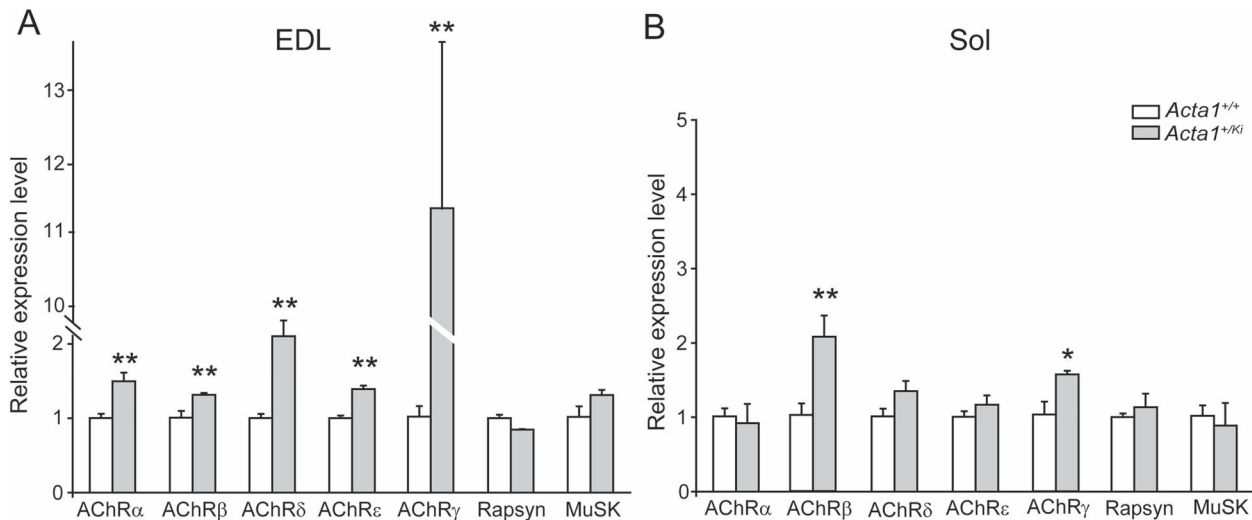 A
EDL
**
13
12
11
10
2
1
0
Relative expression level
**
**
**
**
AChRα AChRβ AChRδ AChRε AChRγ Rapsyn MuSK
B
Sol
Acta1+/+
Acta1+/Ki
5
4
3
2
1
0
Relative expression level
**
*
AChRα AChRβ AChRδ AChRε AChRγ Rapsyn MuSK